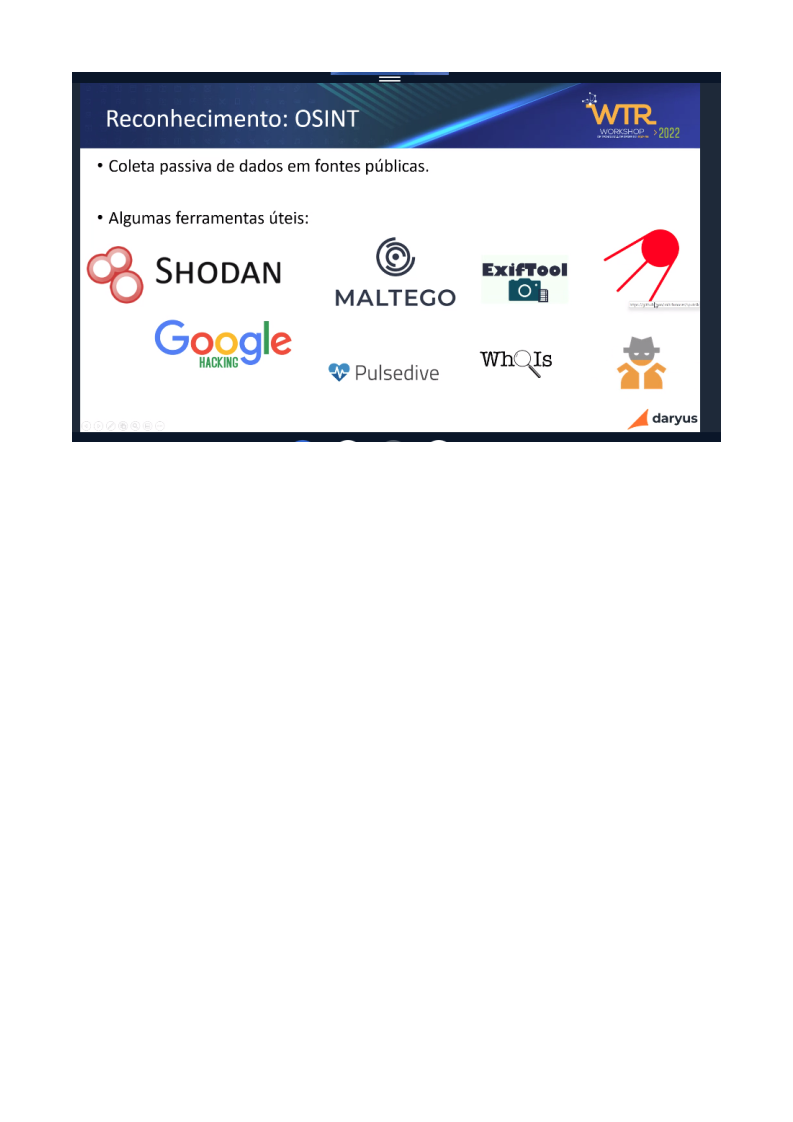 Reconhecimento: OSINT
WTR
WORKSHOP
>2022
• Coleta passiva de dados em fontes públicas.
• Algumas ferramentas úteis:
SHODAN
MALTEGO
ExifTool
Google
HACKING
Pulsedive
WhoIs
daryus